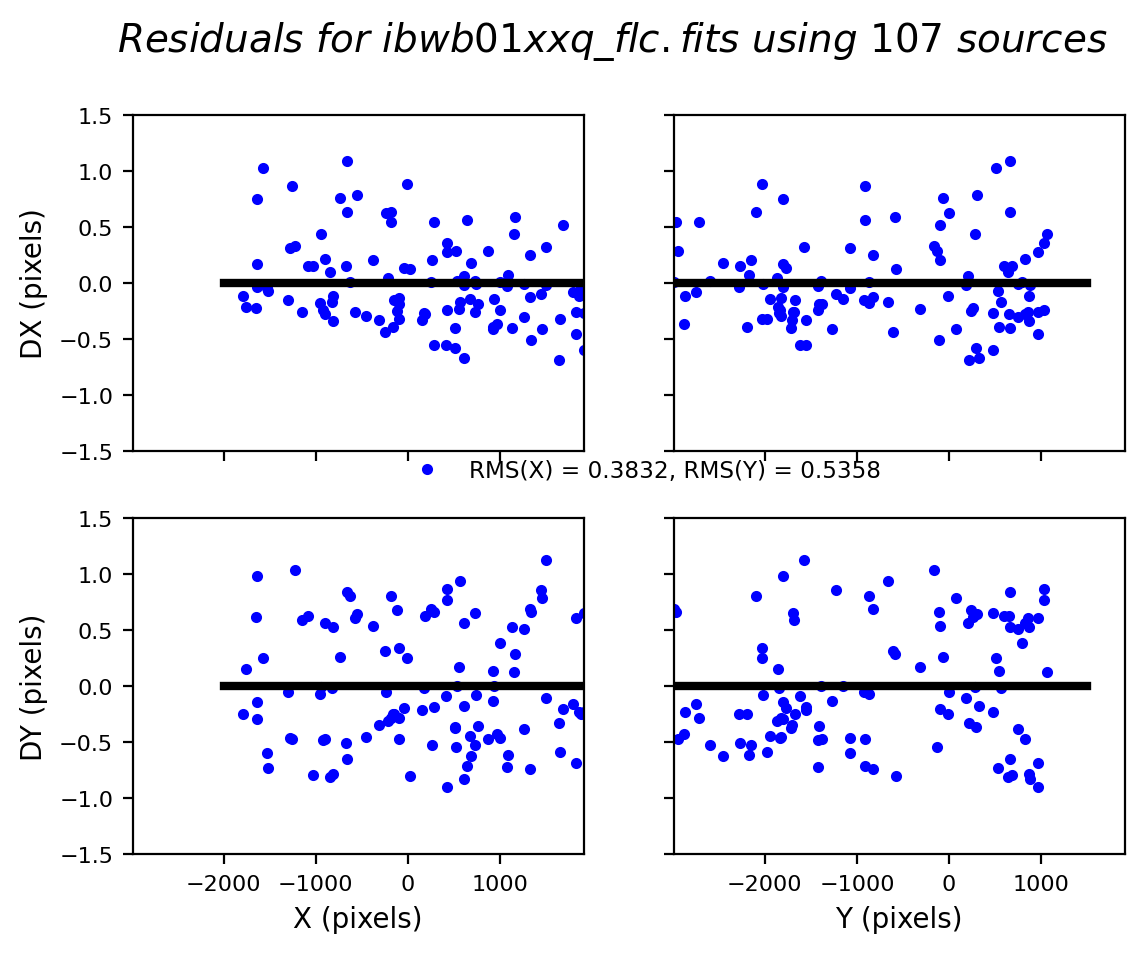 Residuals for ibwb01xxq_flc.fits using 107 sources
1.5
1.0
0.5
0.0
−0.5
−1.0
−1.5
DX (pixels)
RMS(X) = 0.3832, RMS(Y) = 0.5358
1.5
1.0
0.5
0.0
−0.5
−1.0
−1.5
DY (pixels)
−2000 −1000 0 1000 −2000 −1000 0 1000
X (pixels) Y (pixels)